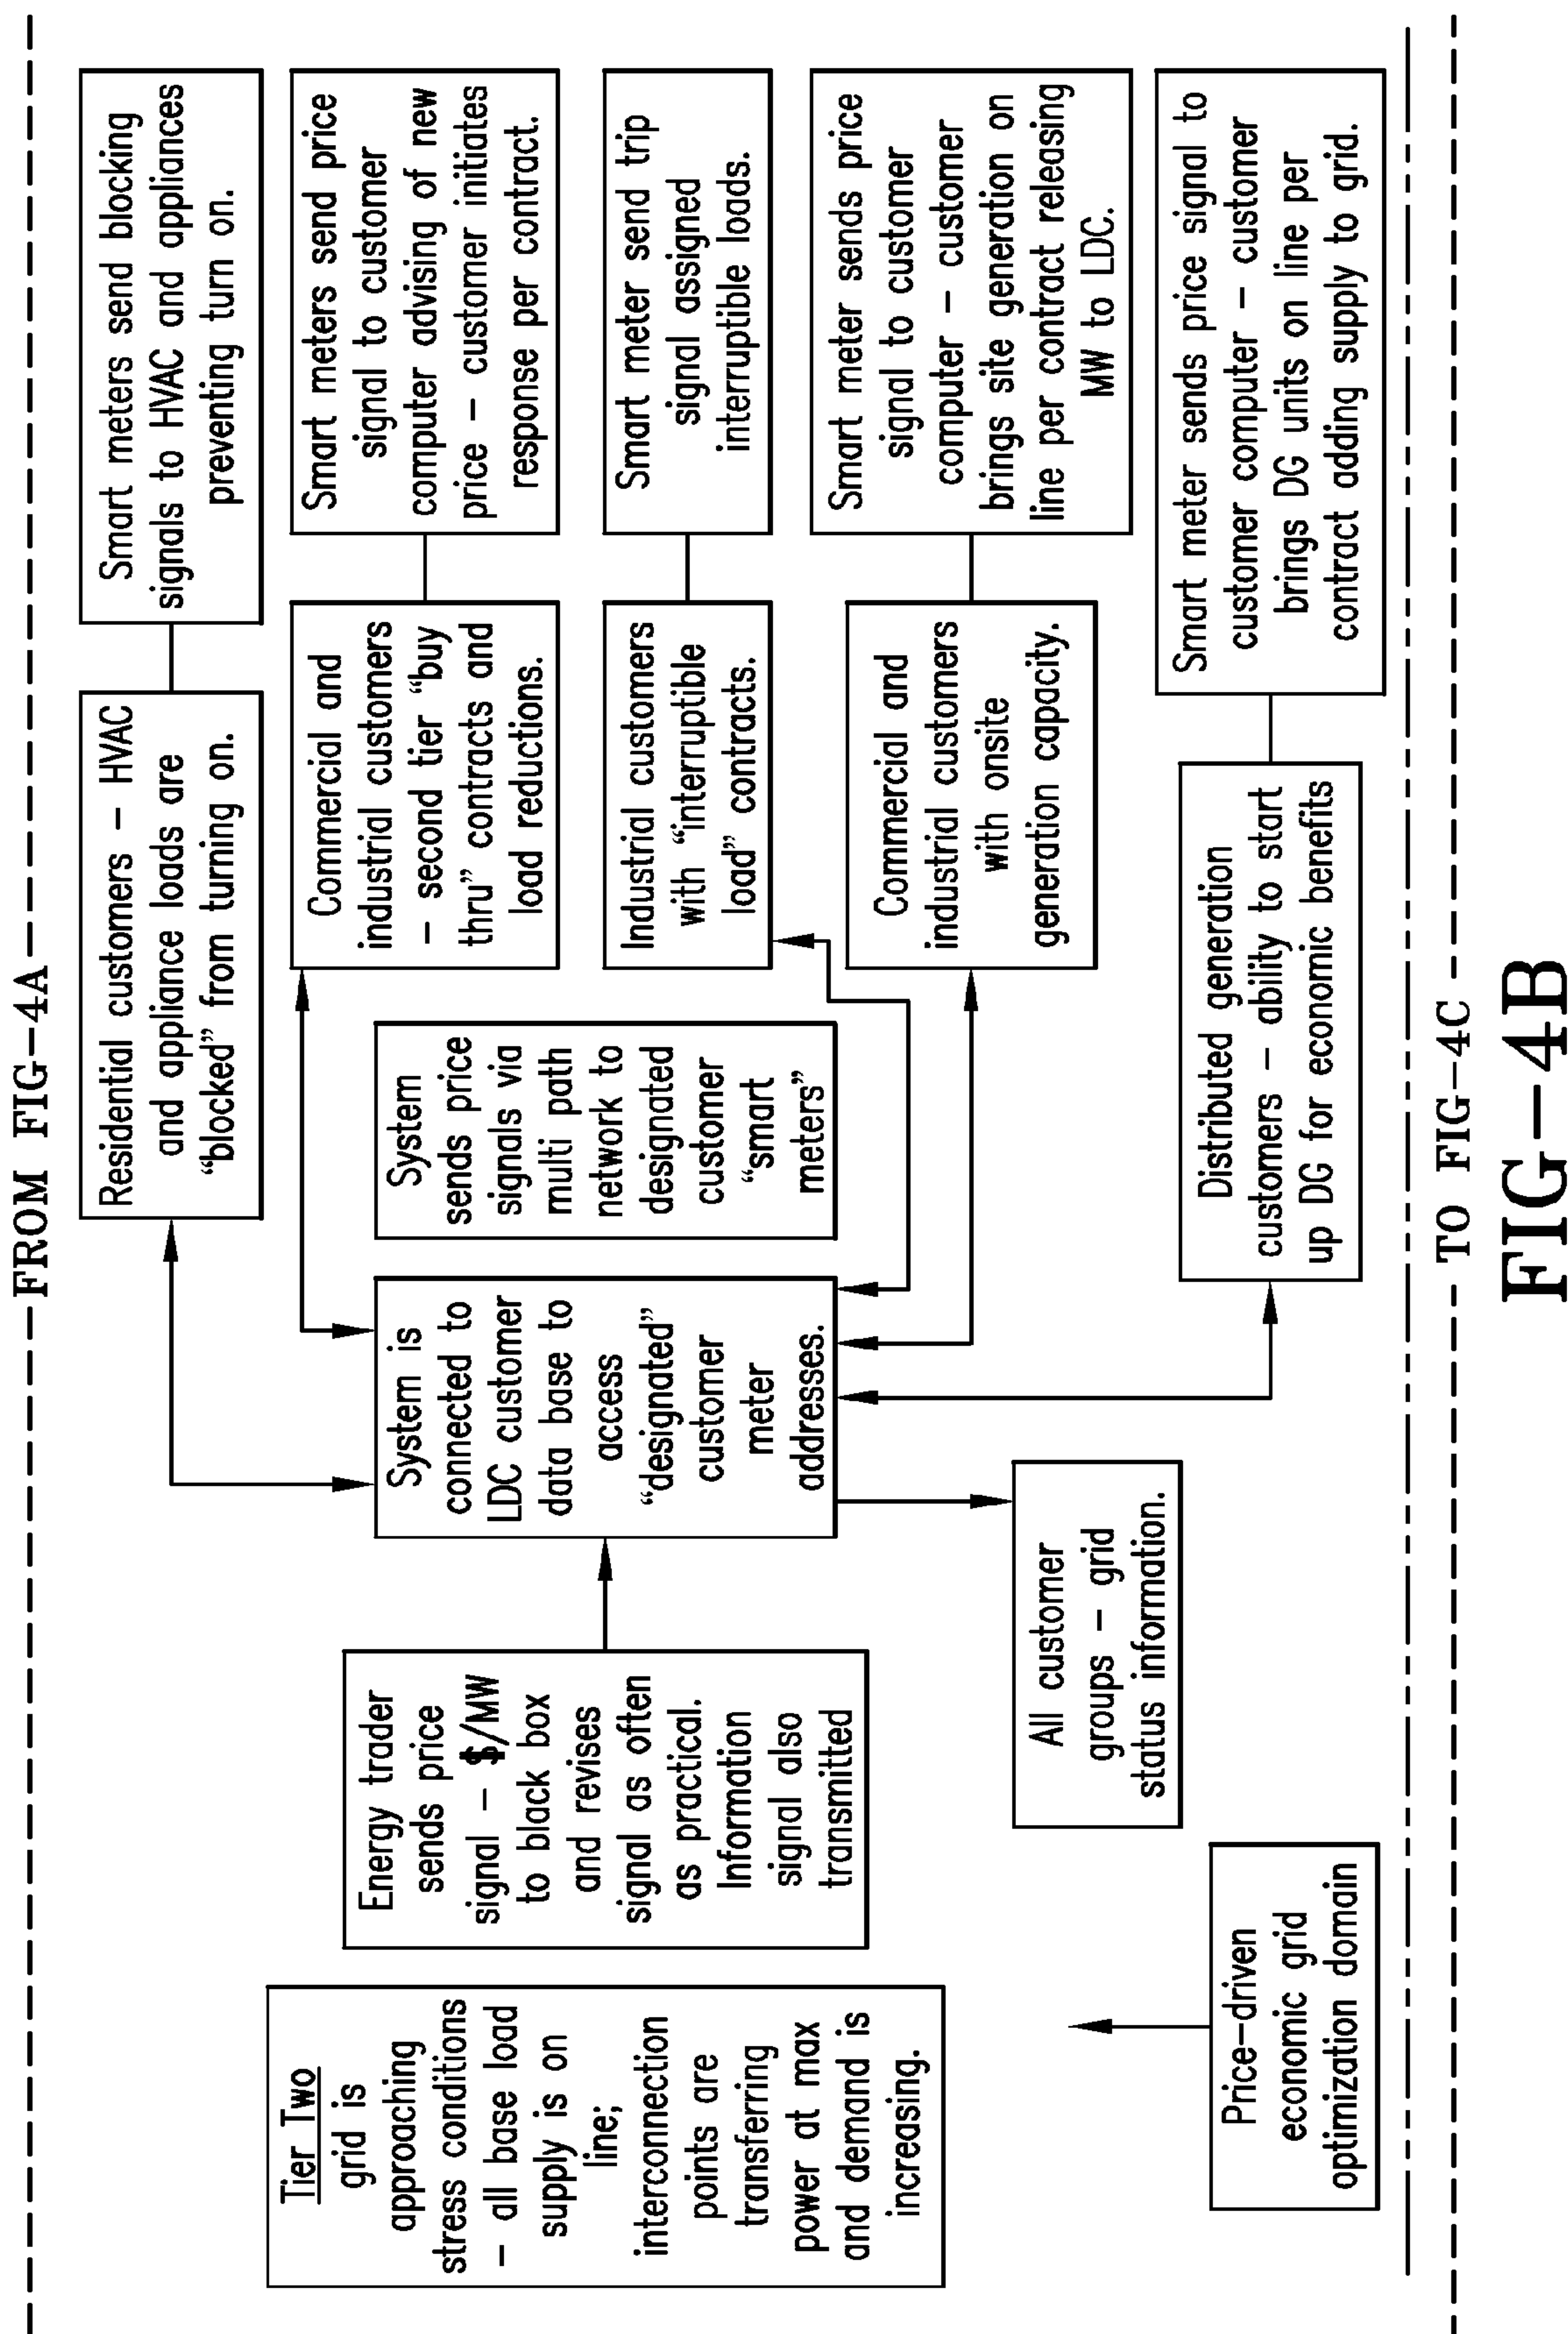 FROM FIG-4A
Tier Two
grid is
approaching
stress conditions
- all base load
supply is on
line;
interconnection
points are
transferring
power at max
and demand is
increasing.
Energy trader
sends price
signal - $/MW
to black box
and revises
signal as often
as practical.
Information
signal also
transmitted
System is
connected to
LDC customer
data base to
access
"designated"
customer
meter
addresses.
System
sends price
signals via
multi path
network to
designated
customer
"smart
meters"
Residential customers - HVAC
and appliance loads are
"blocked" from turning on.
Smart meters send blocking
signals to HVAC and appliances
preventing turn on.
Commercial and
industrial customers
- second tier "buy
thru" contracts and
load reductions.
Smart meters send price
signal to customer
computer advising of new
price - customer initiates
response per contract.
Industrial customers
with "interruptible
load" contracts.
Smart meter send trip
signal assigned
interruptible loads.
Commercial and
industrial customers
with onsite
generation capacity.
Smart meter sends price
signal to customer
computer - customer
brings site generation on
line per contract releasing
MW to LDC.
Distributed generation
customers - ability to start
up DG for economic benefits
Smart meter sends price signal to
customer computer - customer
brings DG units on line per
contract adding supply to grid.
All customer
groups - grid
status information.
Price-driven
economic grid
optimization domain
TO FIG-4C
FIG-4B